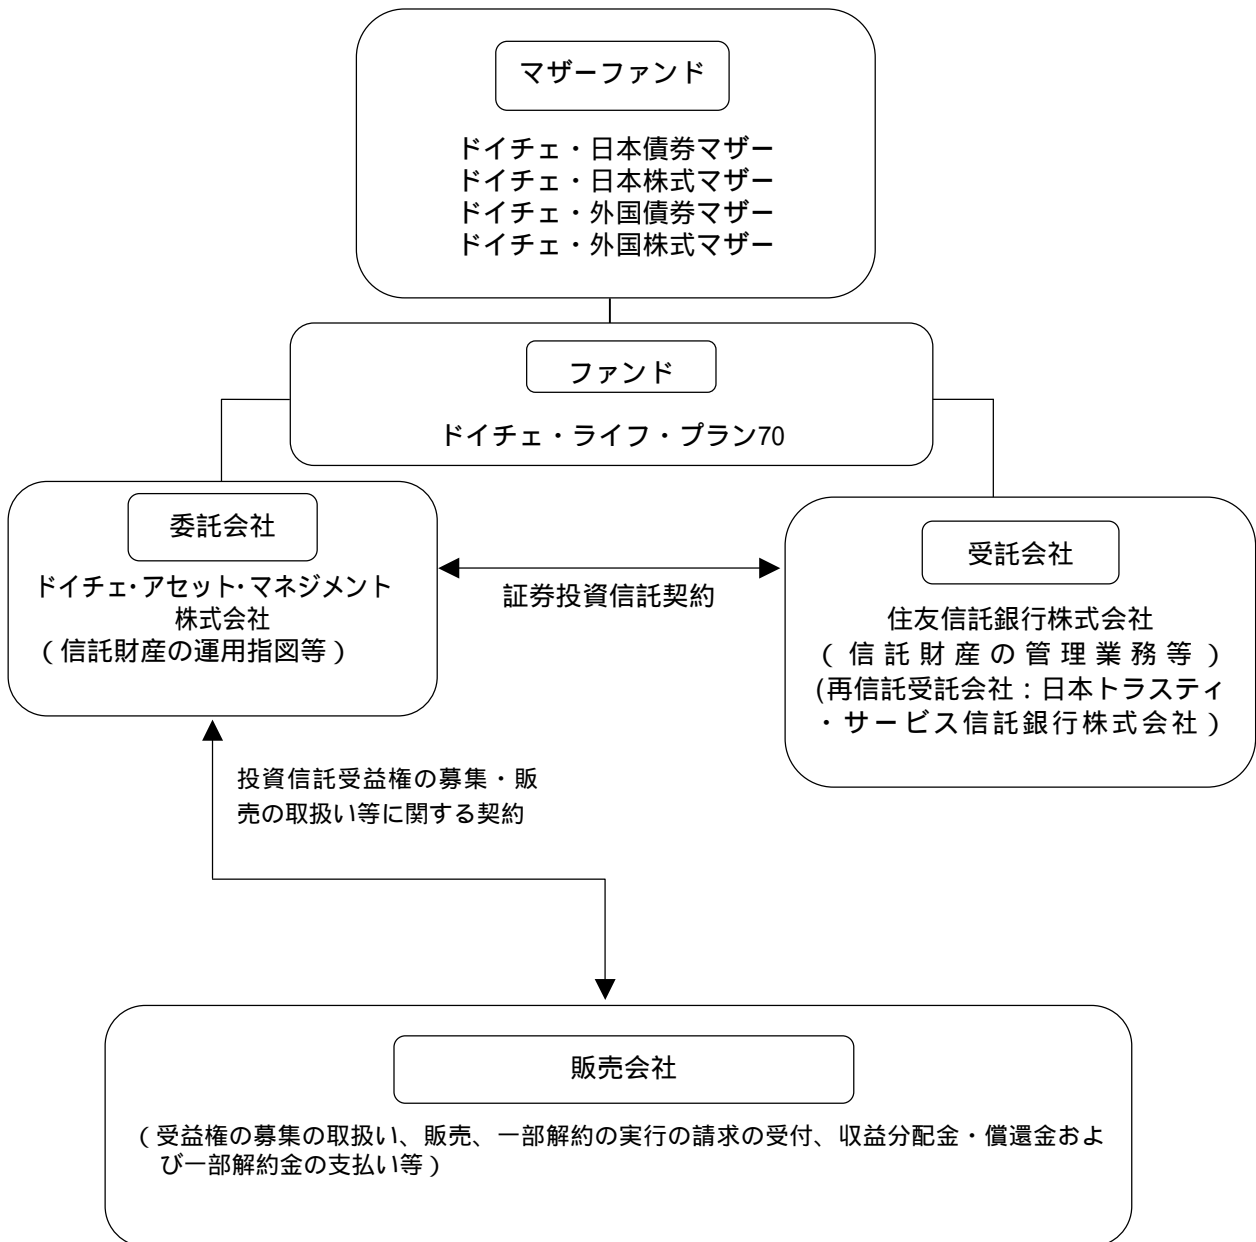 マザーファンド
ドイチェ・日本債券マザー
ドイチェ・日本株式マザー
ドイチェ・外国債券マザー
ドイチェ・外国株式マザー
ファンド
ドイチェ・ライフ・プラン70
委託会社
ドイチェ・アセット・マネジメント
株式会社
（信託財産の運用指図等）
証券投資信託契約
受託会社
住友信託銀行株式会社
（信託財産の管理業務等）
(再信託受託会社：日本トラスティ
・サービス信託銀行株式会社）
投資信託受益権の募集・販
売の取扱い等に関する契約
販売会社
（受益権の募集の取扱い、販売、一部解約の実行の請求の受付、収益分配金・償還金およ
び一部解約金の支払い等）